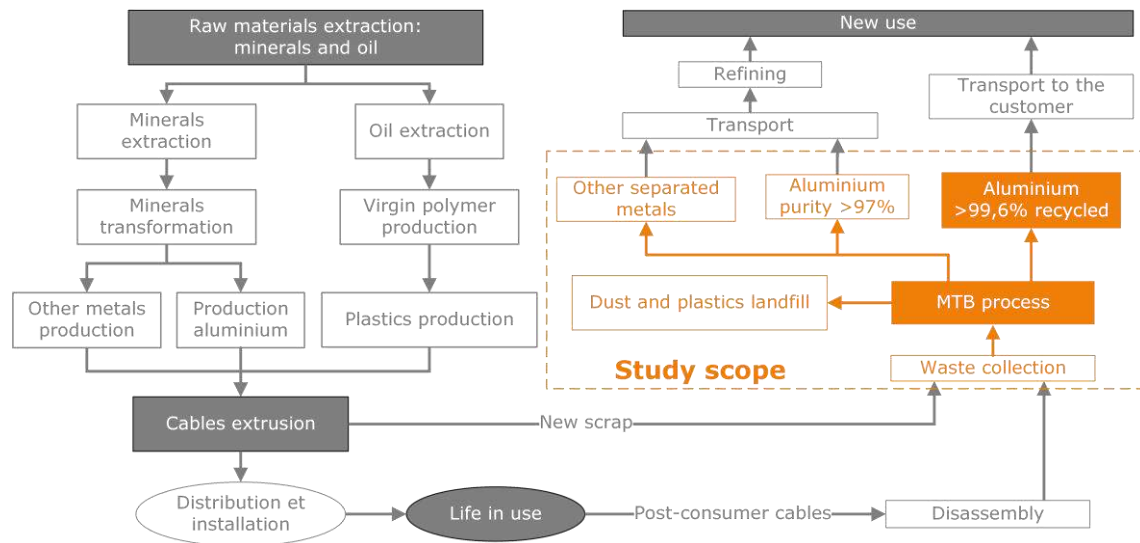 Raw materials extraction:
minerals and oil
Minerals
extraction
Oil extraction
Minerals
transformation
Virgin polymer
production
Other metals
production
Production
aluminium
Plastics production
Cables extrusion
New scrap
Distribution et
installation
Life in use
Post-consumer cables
Disassembly
New use
Refining
Transport to the
customer
Transport
Other separated
metals
Aluminium
purity >97%
Aluminium
>99,6% recycled
Dust and plastics landfill
MTB process
Study scope
Waste collection